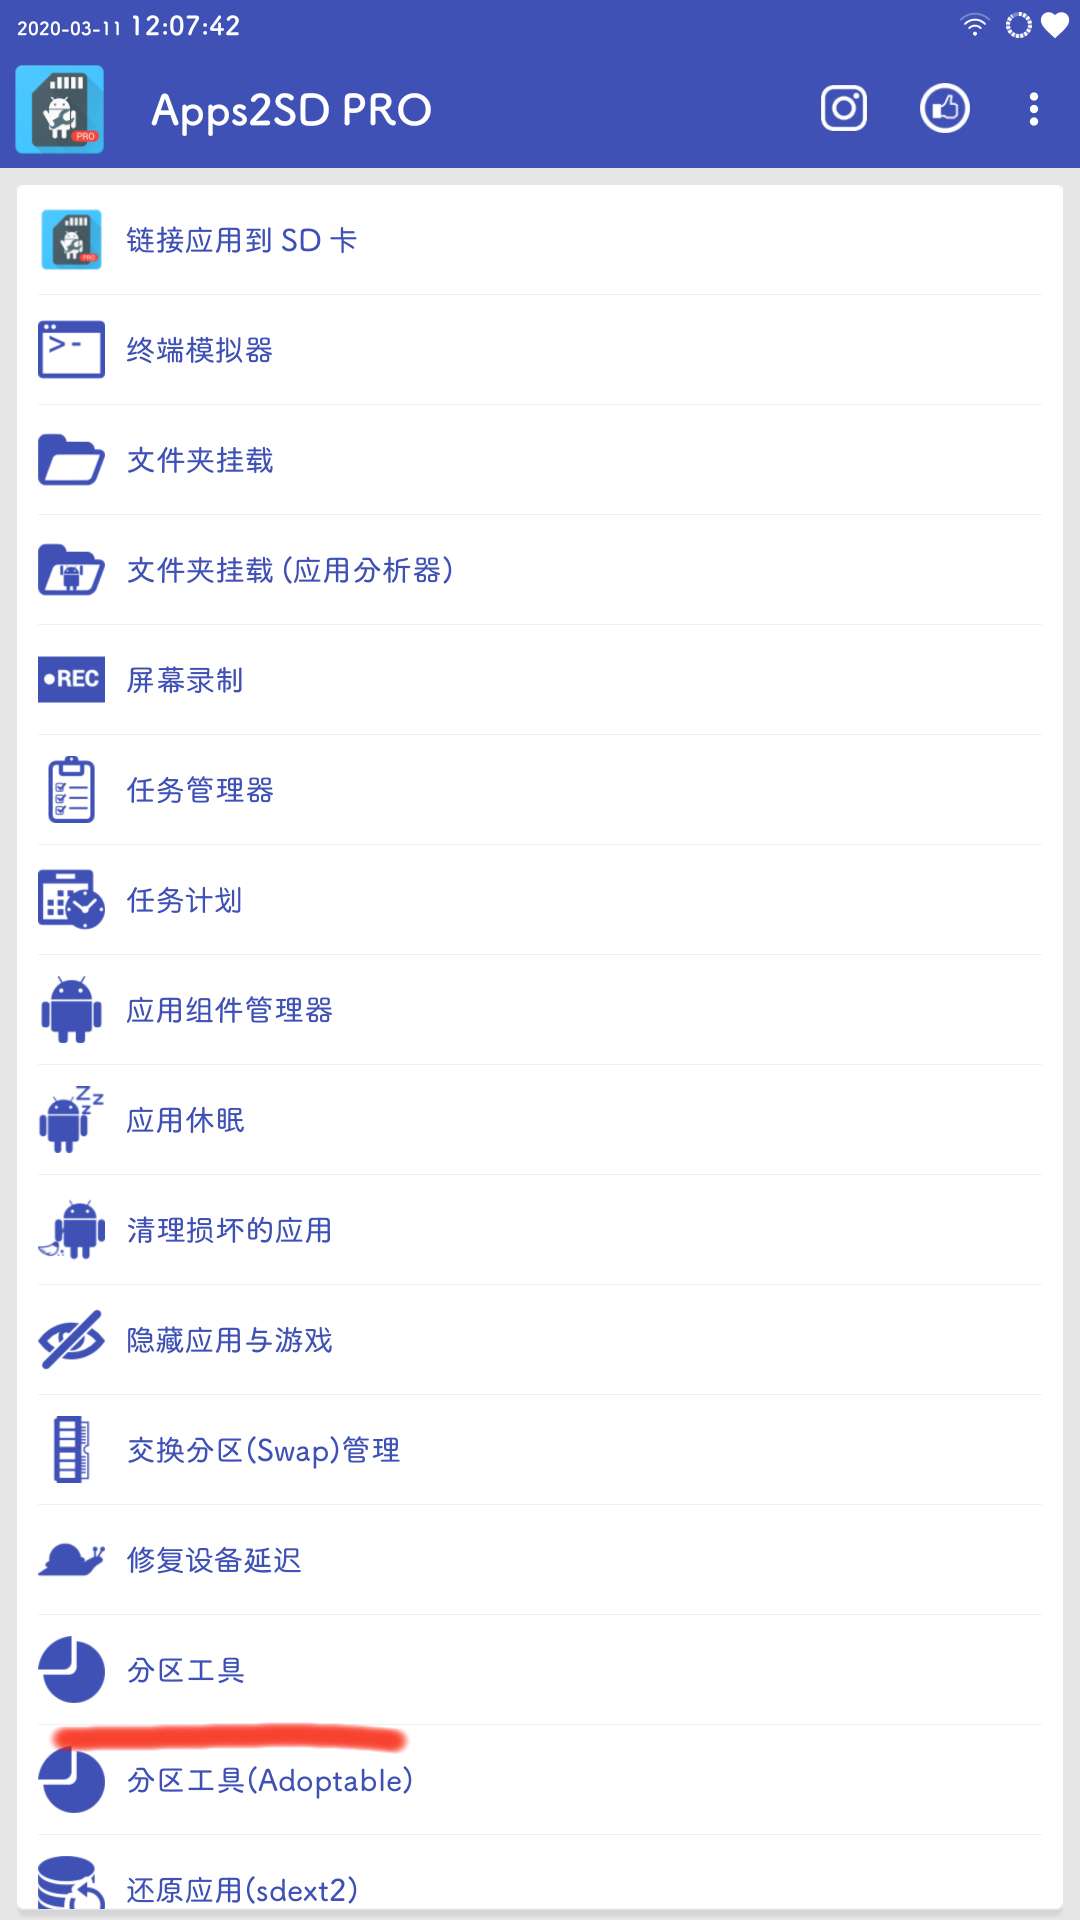 2020-03-11 12:07:42
Apps2SD PRO
PRO
链接应用到 SD 卡
PRO
终端模拟器
文件夹挂载
文件夹挂载 (应用分析器)
屏幕录制
REC
任务管理器
任务计划
应用组件管理器
应用休眠
清理损坏的应用
隐藏应用与游戏
交换分区(Swap)管理
修复设备延迟
分区工具
分区工具(Adoptable)
还原应用(sdext2)